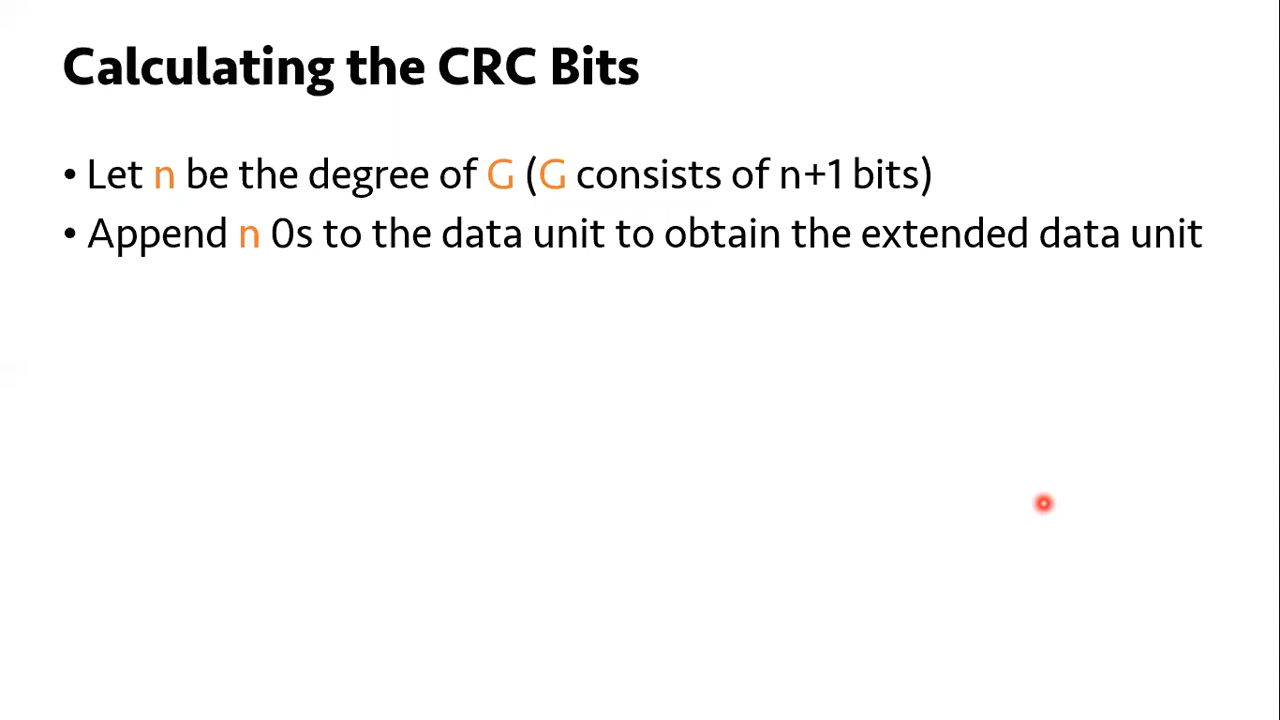 Calculating the CRC Bits
• Let n be the degree of G (G consists of n+1 bits)
• Append n 0s to the data unit to obtain the extended data unit